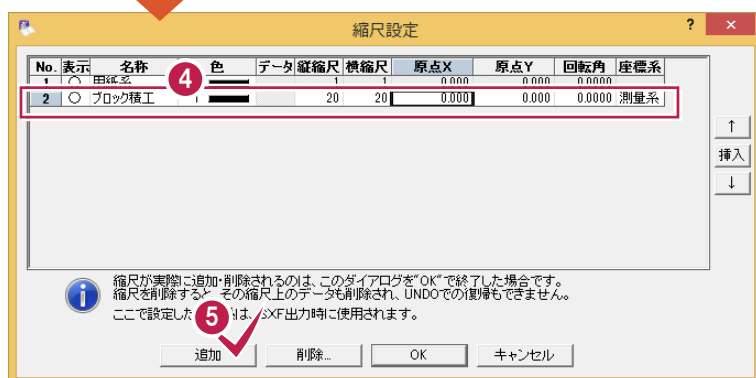 縮尺設定
? ×
No. 表示 名称 色 データ 縦縮尺 横縮尺 原点X 原点Y 回転角 座標系
1 ○ 用紙系 1 1 0.000 0.000 0.0000
4
2 ○ ブロック積工 1 20 20 0.000 0.000 0.0000 測量系
↑
挿入
↓
縮尺が実際に追加・削除されるのは、このダイアログを"OK"で終了した場合です。
縮尺を削除すると、その縮尺上のデータも削除され、UNDOでの復帰もできません。
ここで設定した は、SXF出力時に使用されます。
5
追加 削除... OK キャンセル